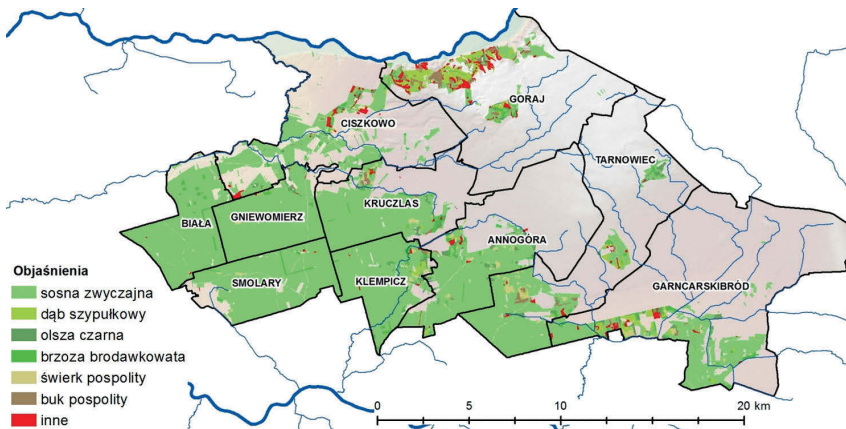 GORAJ
CISZKOWO
TARNOWIEC
KRUCZLAS
BIAŁA
GNIEWOMIERZ
ANNOGÓRA
SMOLARY
KLEMPICZ
GARNCARSKIBRÓD
Objaśnienia
sosna zwyczajna
dąb szypułkowy
olsza czarna
brzoza brodawkowata
świerk pospolity
buk pospolity
inne
0 5 10 20 km